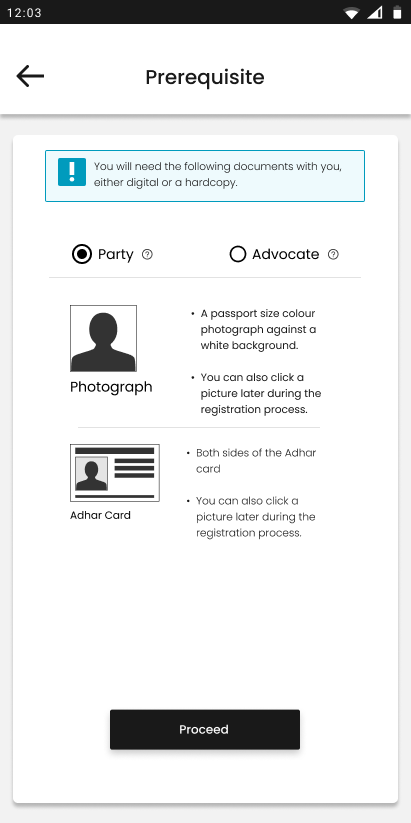 12:03
Prerequisite
You will need the following documents with you,
either digital or a hardcopy.
Party ? Advocate ?
• A passport size colour
photograph against a
white background.
Photograph
• You can also click a
picture later during the
registration process.
• Both sides of the Adhar
card
Adhar Card
• You can also click a
picture later during the
registration process.
Proceed